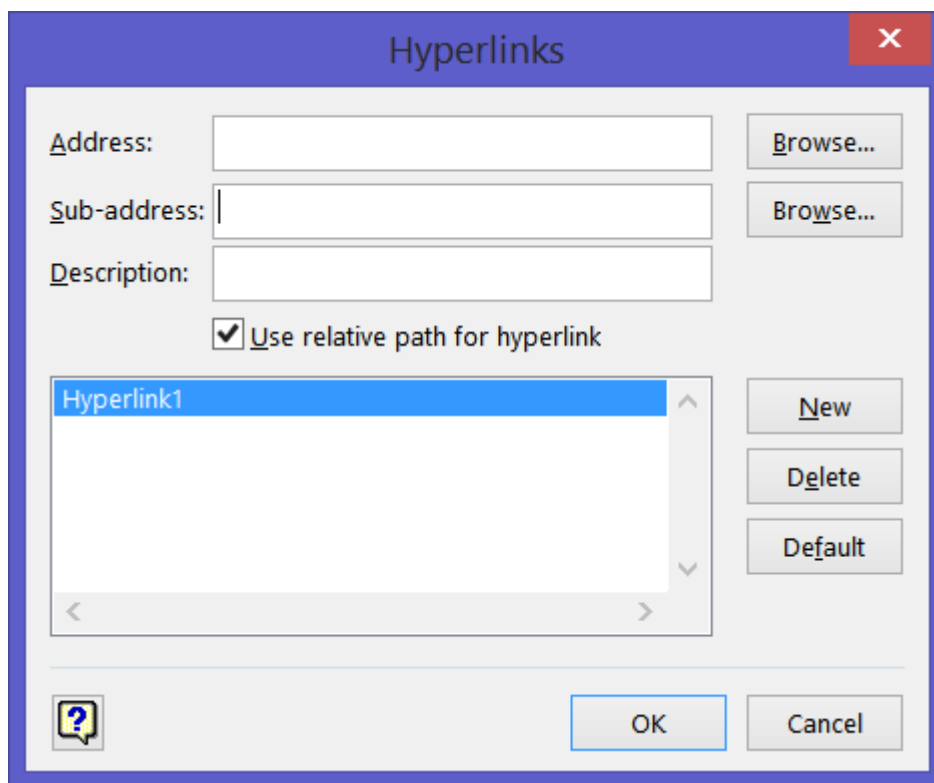 Hyperlinks
Address:
Browse...
Sub-address:
Browse...
Description:
Use relative path for hyperlink
Hyperlink1
New
Delete
Default
OK
Cancel